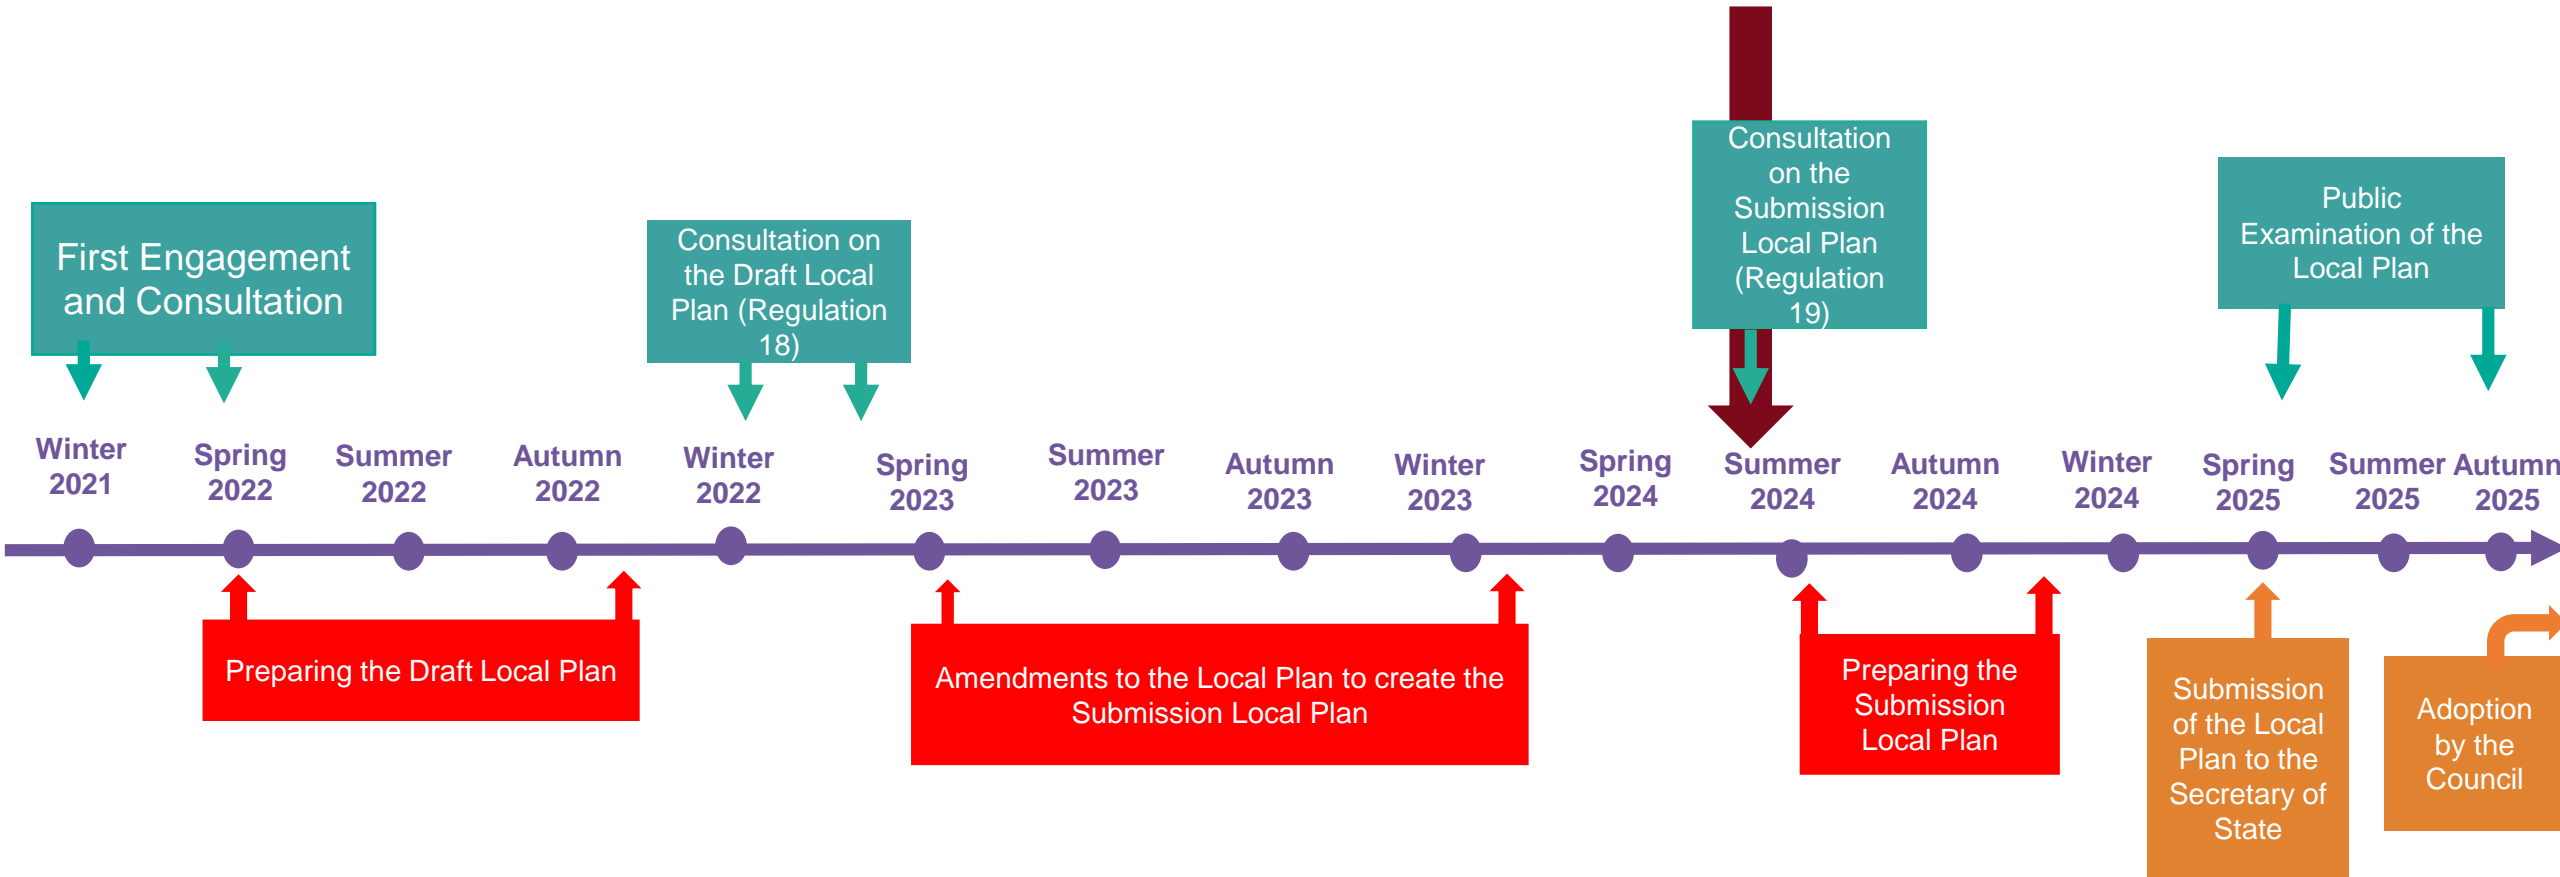 Consultation
on the
Submission
Local Plan
(Regulation
19)
Public
Examination of the
Local Plan
First Engagement
and Consultation
Consultation on
the Draft Local
Plan (Regulation
18)
Winter
2021
Spring
2022
Summer
2022
Autumn
2022
Winter
2022
Spring
2023
Summer
2023
Autumn
2023
Winter
2023
Spring
2024
Summer
2024
Autumn
2024
Winter
2024
Spring
2025
Summer
2025
Autumn
2025
Preparing the Draft Local Plan
Amendments to the Local Plan to create the
Submission Local Plan
Preparing the
Submission
Local Plan
Submission
of the Local
Plan to the
Secretary of
State
Adoption
by the
Council